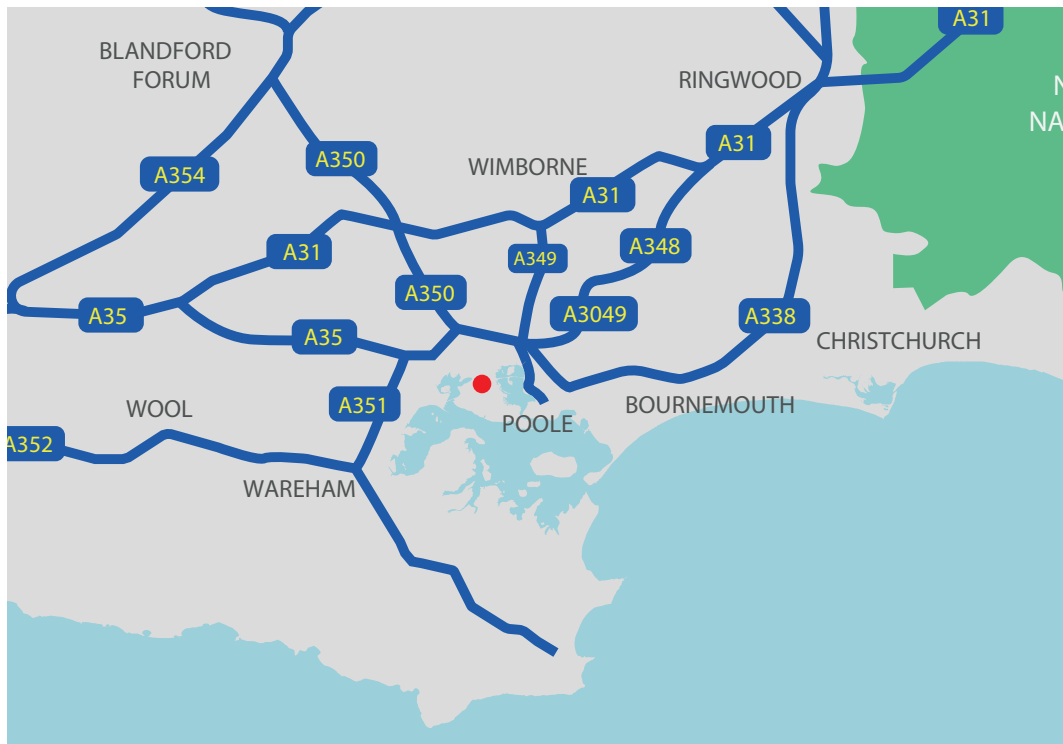 A31
BLANDFORD
FORUM
RINGWOOD
N
NA
A31
A350
WIMBORNE
A354
A31
A31
A348
A349
A350
A35
A3049
A338
A35
CHRISTCHURCH
A351
WOOL
BOURNEMOUTH
POOLE
A352
WAREHAM